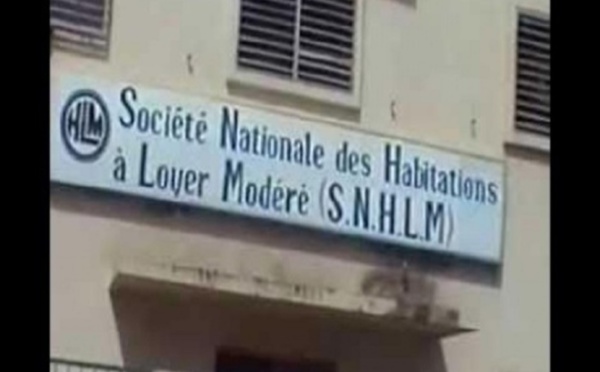 HLM
Société Nationale des Habitations
à Loyer Modéré (S.N.H.L.M)